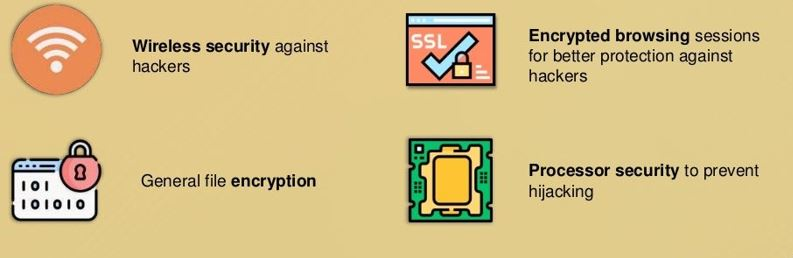 Wireless security against
hackers
SSL
Encrypted browsing sessions
for better protection against
hackers
101
01010
General file encryption
Processor security to prevent
hijacking